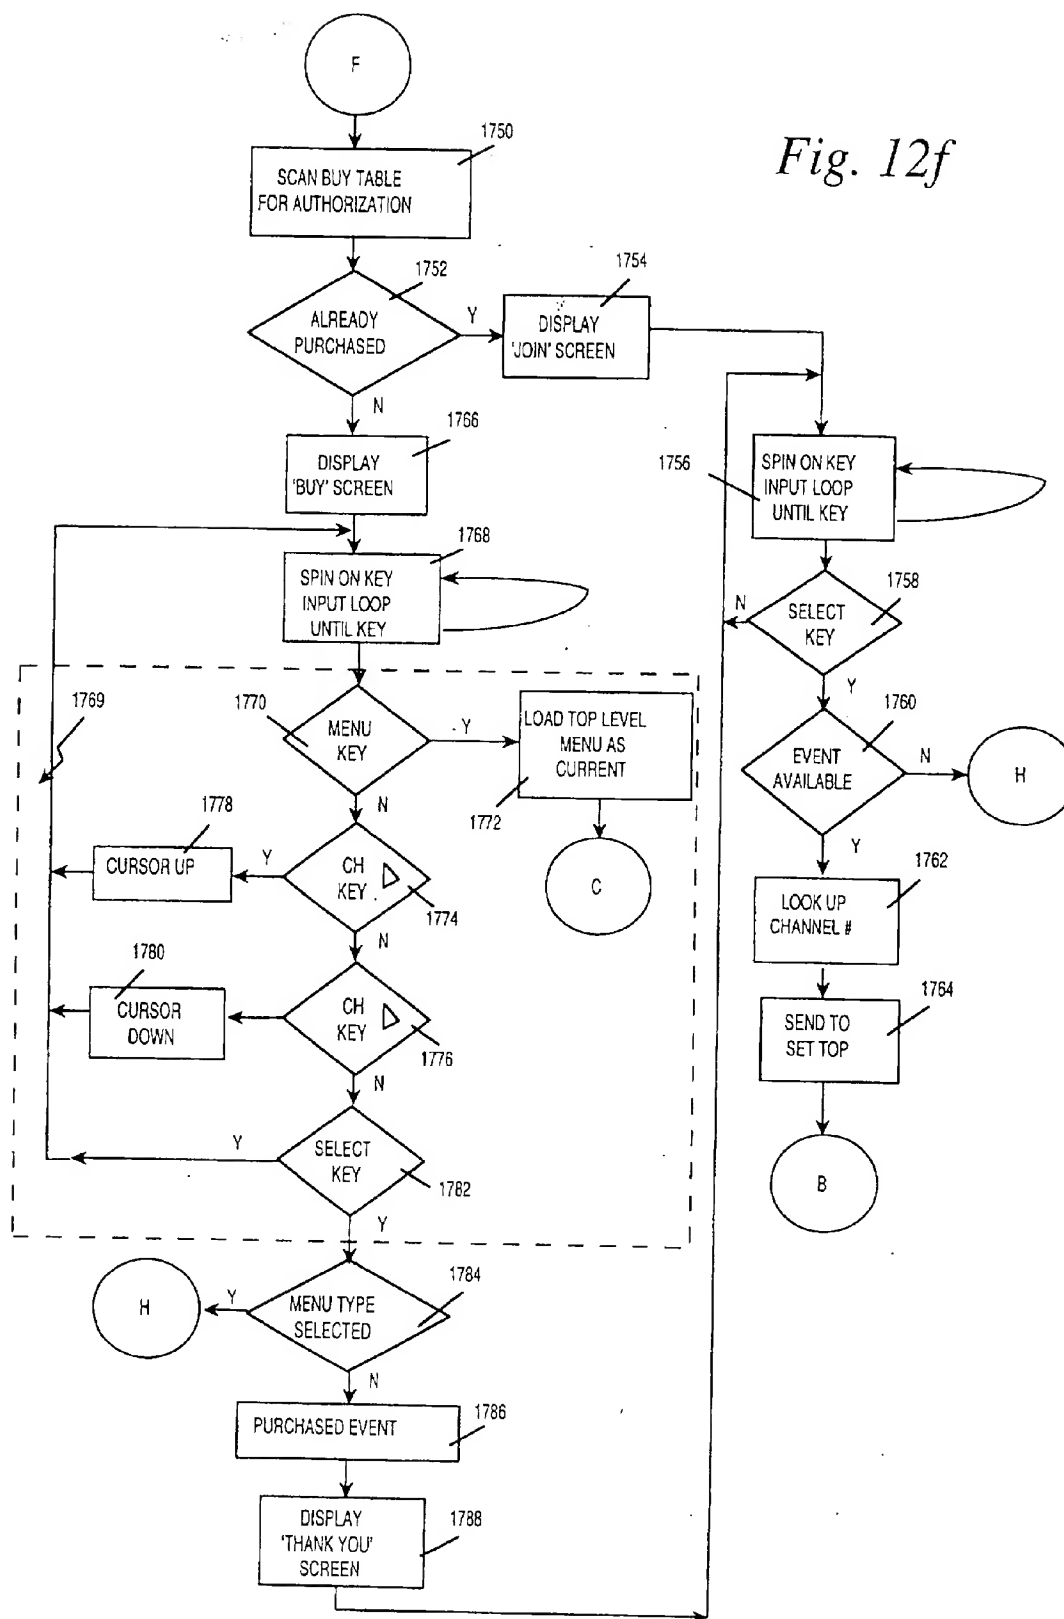 F
Fig. 12f
1750
SCAN BUY TABLE
FOR AUTHORIZATION
1752
ALREADY
PURCHASED
Y
N
1754
DISPLAY
'JOIN' SCREEN
1766
DISPLAY
'BUY' SCREEN
1756
SPIN ON KEY
INPUT LOOP
UNTIL KEY
1768
SPIN ON KEY
INPUT LOOP
UNTIL KEY
1758
SELECT
KEY
N
Y
1769
1770
MENU
KEY
Y
N
LOAD TOP LEVEL
MENU AS
CURRENT
1772
C
1760
EVENT
AVAILABLE
N
H
Y
1778
CURSOR UP
Y
CH
KEY
1774
N
1762
LOOK UP
CHANNEL #
1780
CURSOR
DOWN
CH
KEY
1776
N
1764
SEND TO
SET TOP
B
Y
SELECT
KEY
1782
Y
1784
MENU TYPE
SELECTED
Y
H
N
PURCHASED EVENT
1786
DISPLAY
'THANK YOU'
SCREEN
1788